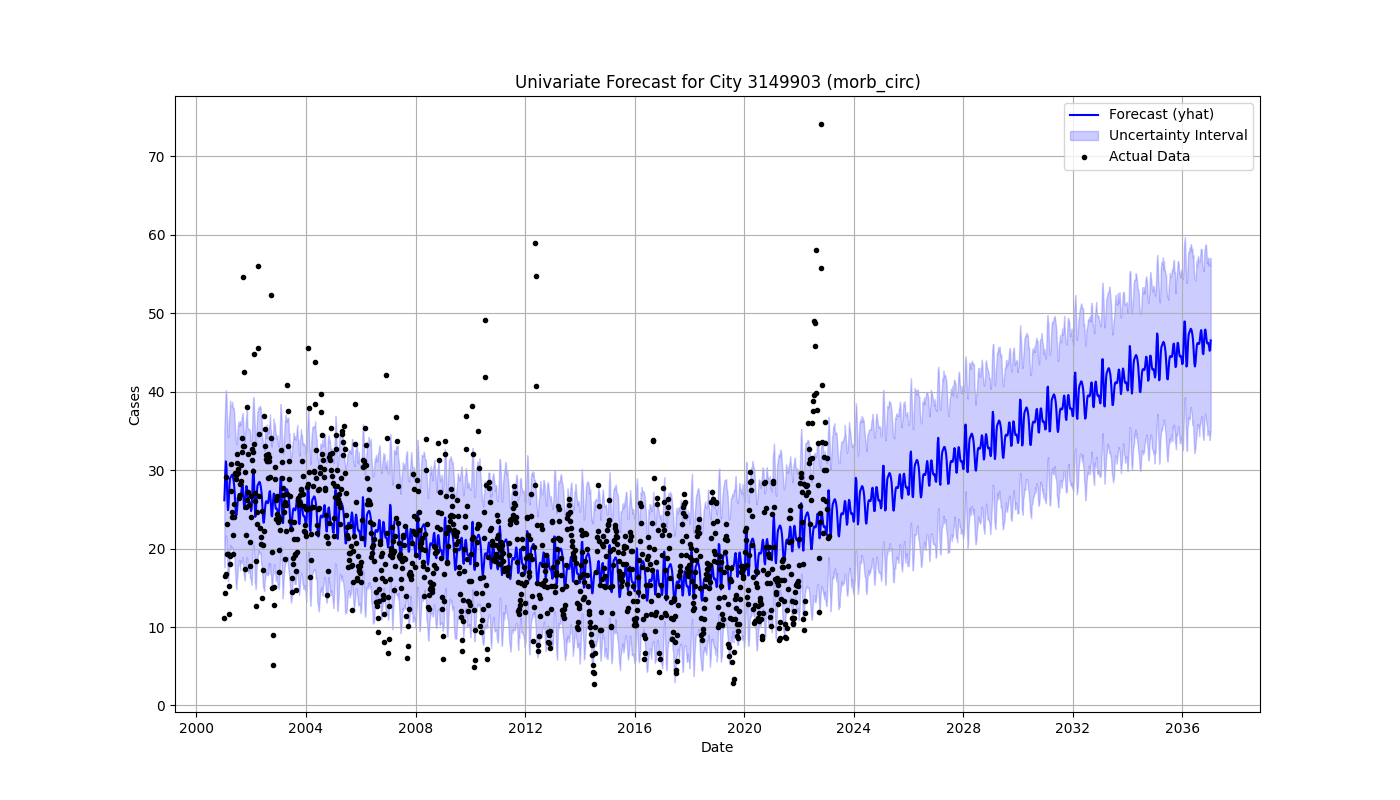 Univariate Forecast for City 3149903 (morb_circ)
Forecast (yhat)
Uncertainty Interval
Actual Data
Cases
70
60
50
40
30
20
10
0
2000 2004 2008 2012 2016 2020 2024 2028 2032 2036
Date